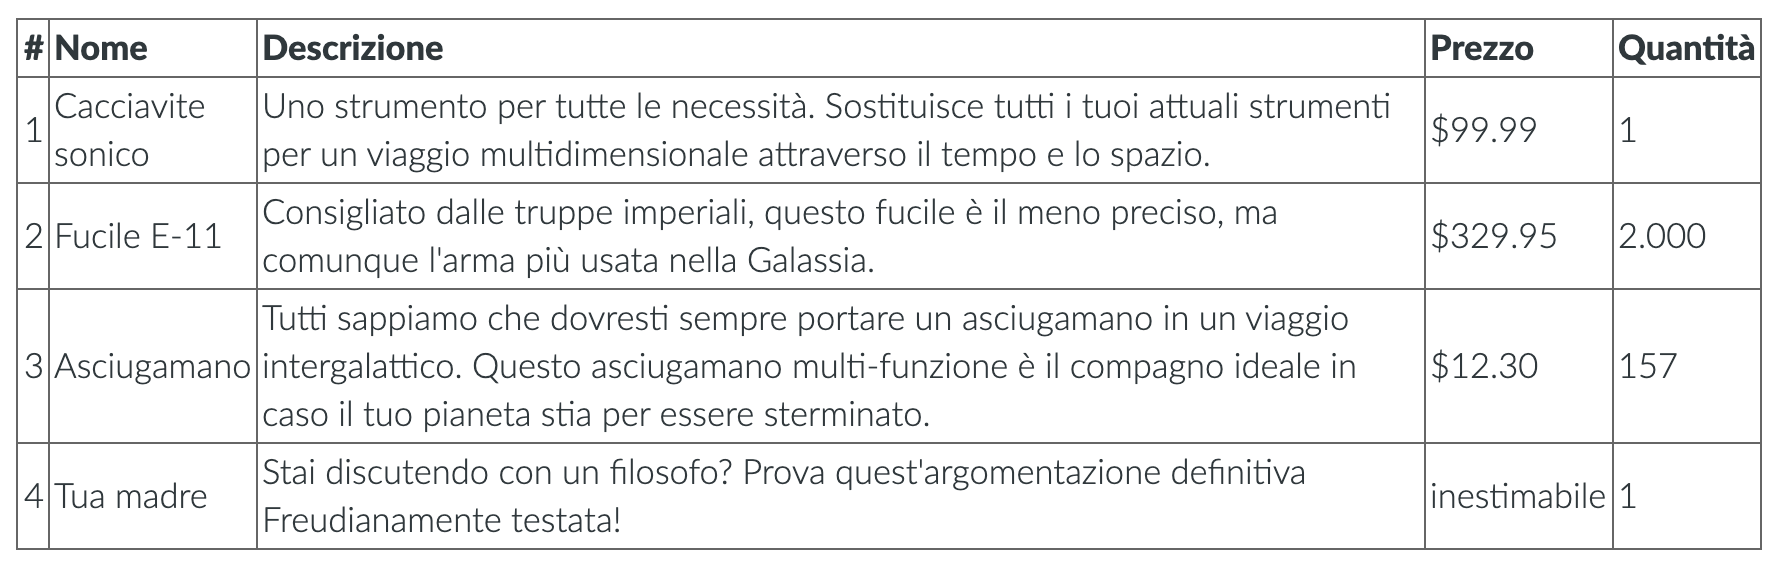 # Nome Descrizione Prezzo Quantità
1 Cacciavite sonico Uno strumento per tutte le necessità. Sostituisce tutti i tuoi attuali strumenti per un viaggio multidimensionale attraverso il tempo e lo spazio. $99.99 1
2 Fucile E-11 Consigliato dalle truppe imperiali, questo fucile è il meno preciso, ma comunque l'arma più usata nella Galassia. $329.95 2.000
3 Asciugamano Tutti sappiamo che dovresti sempre portare un asciugamano in un viaggio intergalattico. Questo asciugamano multi-funzione è il compagno ideale in caso il tuo pianeta stia per essere sterminato. $12.30 157
4 Tua madre Stai discutendo con un filosofo? Prova quest'argomentazione definitiva Freudianamente testata! inestimabile 1